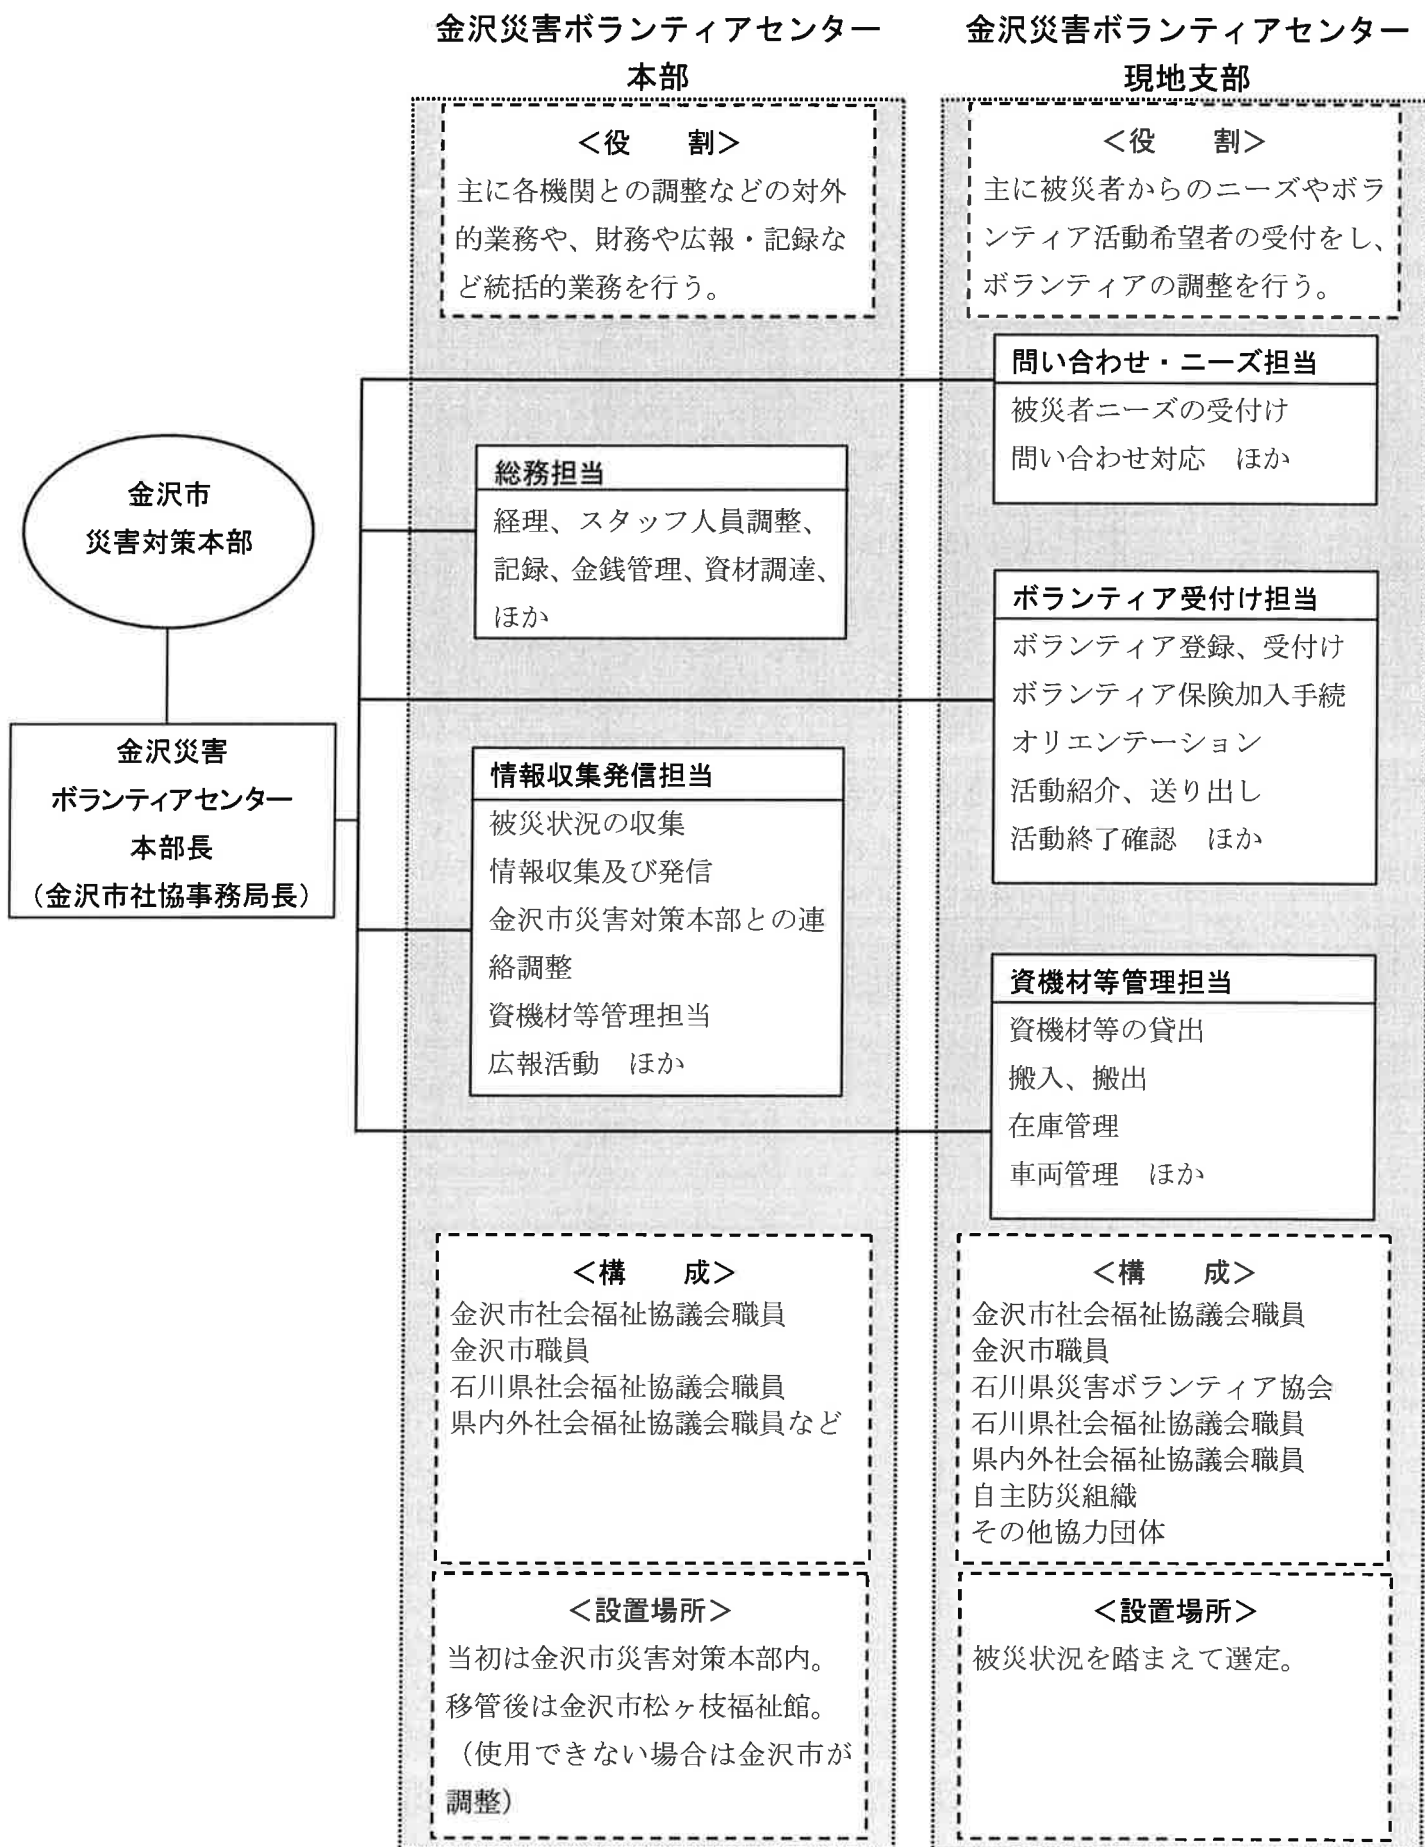 金沢災害ボランティアセンター
本部
金沢災害ボランティアセンター
現地支部
金沢市
災害対策本部
金沢災害
ボランティアセンター
本部長
（金沢市社協事務局長）
＜役　割＞
主に各機関との調整などの対外
的業務や、財務や広報・記録な
ど統括的業務を行う。
総務担当
経理、スタッフ人員調整、
記録、金銭管理、資材調達、
ほか
情報収集発信担当
被災状況の収集
情報収集及び発信
金沢市災害対策本部との連
絡調整
資機材等管理担当
広報活動　ほか
＜構　成＞
金沢市社会福祉協議会職員
金沢市職員
石川県社会福祉協議会職員
県内外社会福祉協議会職員など
＜設置場所＞
当初は金沢市災害対策本部内。
移管後は金沢市松ヶ枝福祉館。
（使用できない場合は金沢市が
調整）
＜役　割＞
主に被災者からのニーズやボラ
ンティア活動希望者の受付をし、
ボランティアの調整を行う。
問い合わせ・ニーズ担当
被災者ニーズの受付け
問い合わせ対応　ほか
ボランティア受付け担当
ボランティア登録、受付け
ボランティア保険加入手続
オリエンテーション
活動紹介、送り出し
活動終了確認　ほか
資機材等管理担当
資機材等の貸出
搬入、搬出
在庫管理
車両管理　ほか
＜構　成＞
金沢市社会福祉協議会職員
金沢市職員
石川県災害ボランティア協会
石川県社会福祉協議会職員
県内外社会福祉協議会職員
自主防災組織
その他協力団体
＜設置場所＞
被災状況を踏まえて選定。